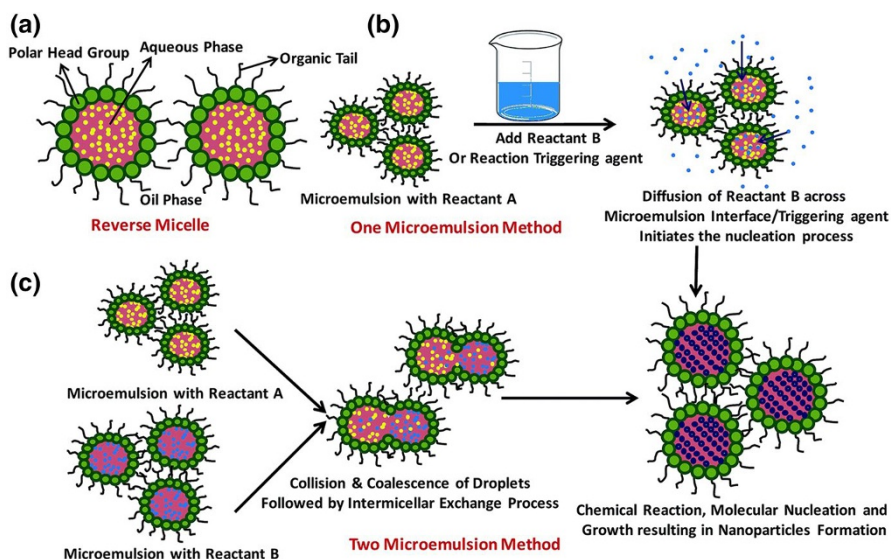 (a)
Polar Head Group
Aqueous Phase
Organic Tail
Oil Phase
Reverse Micelle
(b)
Microemulsion with Reactant A
Add Reactant B
Or Reaction Triggering agent
One Microemulsion Method
Diffusion of Reactant B across
Microemulsion Interface/Triggering agent
Initiates the nucleation process
(c)
Microemulsion with Reactant A
Microemulsion with Reactant B
Collision & Coalescence of Droplets
Followed by Intermicellar Exchange Process
Two Microemulsion Method
Chemical Reaction, Molecular Nucleation and
Growth resulting in Nanoparticles Formation